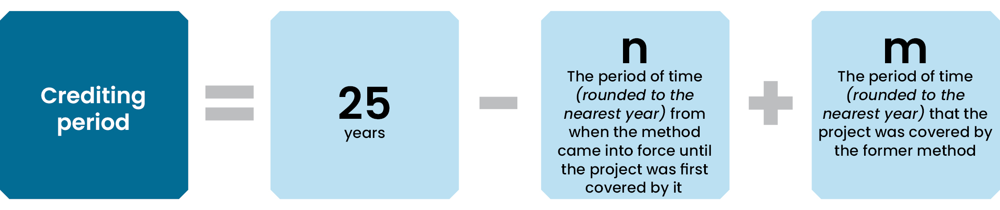 Crediting
period
=
25
years
−
n
The period of time
(rounded to the
nearest year) from
when the method
came into force until
the project was first
covered by it
+
m
The period of time
(rounded to the
nearest year) that the
project was covered by
the former method